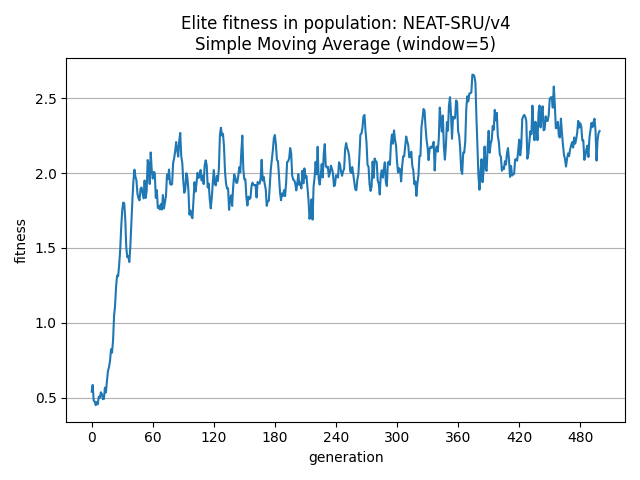 Elite fitness in population: NEAT-SRU/v4
Simple Moving Average (window=5)
fitness
2.5
2.0
1.5
1.0
0.5
0 60 120 180 240 300 360 420 480
generation